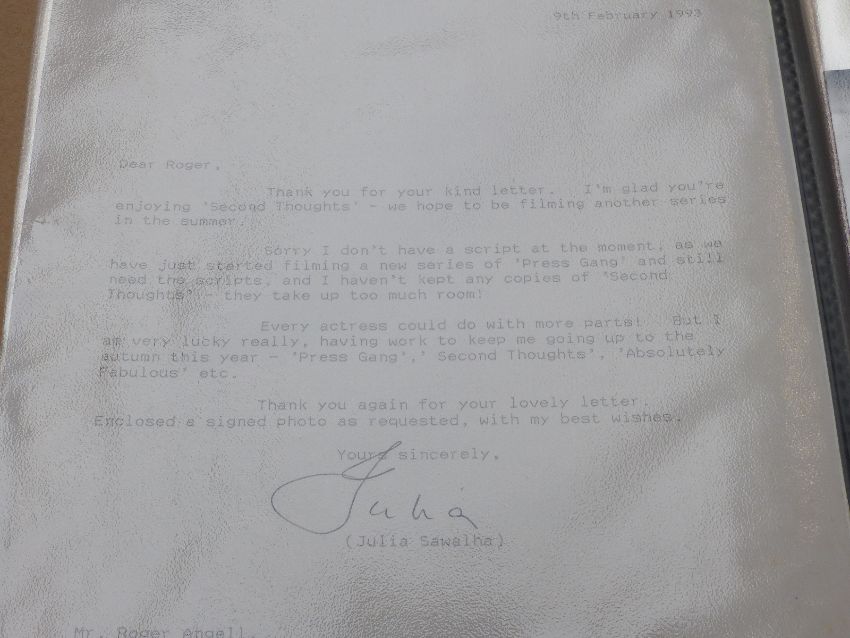 9th February 1993
Dear Roger,
Thank you for your kind letter. I'm glad you're
enjoying 'Second Thoughts' - we hope to be filming another series
in the summer.
Sorry I don't have a script at the moment, as we
have just started filming a new series of 'Press Gang' and still
need the scripts, and I haven't kept any copies of 'Second
Thoughts' - they take up too much room!
Every actress could do with more parts! But I
am very lucky really, having work to keep me going up to the
autumn this year - 'Press Gang',' Second Thoughts', 'Absolutely
Fabulous' etc.
Thank you again for your lovely letter.
Enclosed a signed photo as requested, with my best wishes.
Yours sincerely,
Julia
(Julia Sawalha)
Mr. Roger Angell,